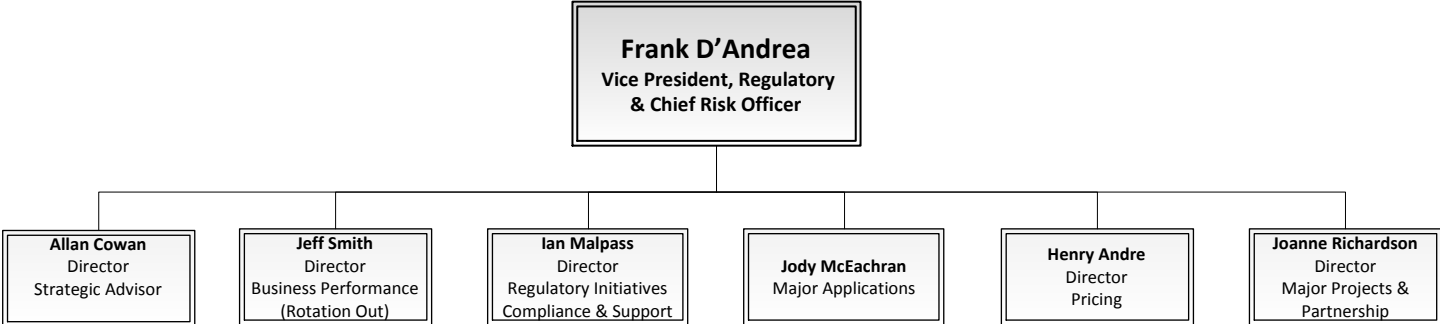 Frank D’Andrea
Vice President, Regulatory
& Chief Risk Officer
Allan Cowan
Director
Strategic Advisor
Jeff Smith
Director
Business Performance
(Rotation Out)
Ian Malpass
Director
Regulatory Initiatives
Compliance & Support
Jody McEachran
Major Applications
Henry Andre
Director
Pricing
Joanne Richardson
Director
Major Projects &
Partnership